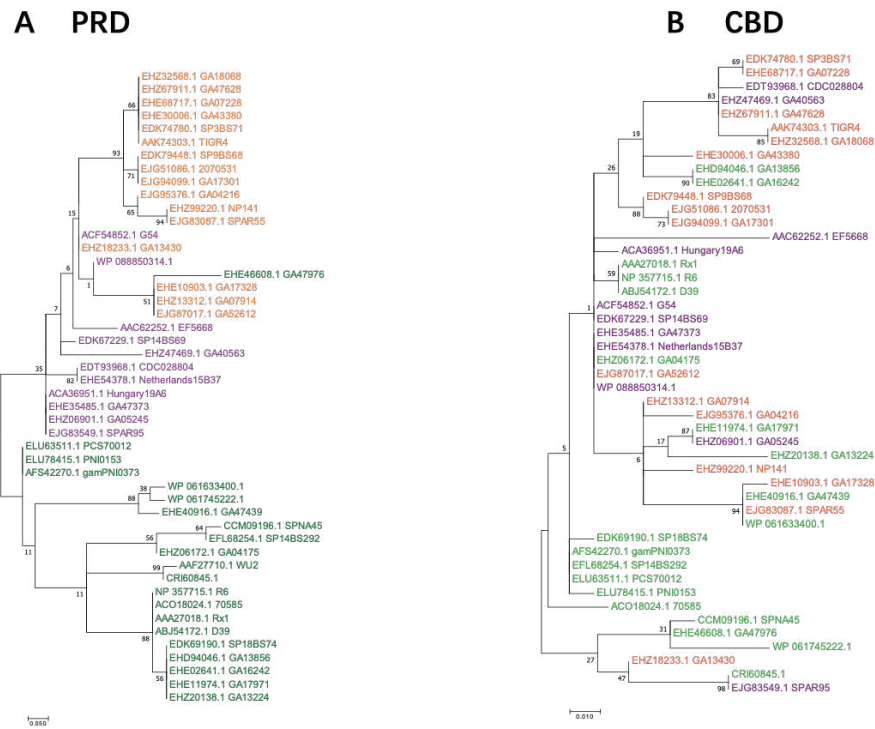 A PRD
EHZ32568.1 GA18068
EHZ67911.1 GA47628
EHE68717.1 GA07228
EHE30006.1 GA43380
66
EDK74780.1 SP3BS71
AAK74303.1 TIGR4
93
EDK79448.1 SP9BS68
EJG51086.1 2070531
71
EJG94099.1 GA17301
EJG95376.1 GA04216
EHZ99220.1 NP141
65
94
EJG83087.1 SPAR55
15
ACF54852.1 G54
EHZ18233.1 GA13430
WP 088850314.1
6
EHE46608.1 GA47976
1
EHE10903.1 GA17328
51
EHZ13312.1 GA07914
EJG87017.1 GA52612
7
AAC62252.1 EF5668
EDK67229.1 SP14BS69
EHZ47469.1 GA40563
35
EDT93968.1 CDC028804
82
EHE54378.1 Netherlands15B37
ACA36951.1 Hungary19A6
EHE35485.1 GA47373
EHZ06901.1 GA05245
EJG83549.1 SPAR95
ELU63511.1 PCS70012
ELU78415.1 PNI0153
AFS42270.1 gamPNI0373
38
WP 061633400.1
88
WP 061745222.1
EHE40916.1 GA47439
64
CCM09196.1 SPNA45
56
EFL68254.1 SP14BS292
11
EHZ06172.1 GA04175
99
AAF27710.1 WU2
CRI60845.1
11
NP 357715.1 R6
ACO18024.1 70585
AAA27018.1 Rx1
ABJ54172.1 D39
88
EDK69190.1 SP18BS74
EHD94046.1 GA13856
EHE02641.1 GA16242
56
EHE11974.1 GA17971
EHZ20138.1 GA13224
0.050
B CBD
69
EDK74780.1 SP3BS71
EHE68717.1 GA07228
EDT93968.1 CDC028804
83
EHZ47469.1 GA40563
EHZ67911.1 GA47628
AAK74303.1 TIGR4
19
85
EHZ32568.1 GA18068
EHE30006.1 GA43380
EHD94046.1 GA13856
26
90
EHE02641.1 GA16242
EDK79448.1 SP9BS68
88
EJG51086.1 2070531
73
EJG94099.1 GA17301
AAC62252.1 EF5668
ACA36951.1 Hungary19A6
AAA27018.1 Rx1
59
NP 357715.1 R6
ABJ54172.1 D39
1
ACF54852.1 G54
EDK67229.1 SP14BS69
EHE35485.1 GA47373
EHE54378.1 Netherlands15B37
EHZ06172.1 GA04175
EJG87017.1 GA52612
WP 088850314.1
EHZ13312.1 GA07914
EJG95376.1 GA04216
87
EHE11974.1 GA17971
17
EHZ06901.1 GA05245
5
6
EHZ20138.1 GA13224
EHZ99220.1 NP141
EHE10903.1 GA17328
EHE40916.1 GA47439
94
EJG83087.1 SPAR55
WP 061633400.1
EDK69190.1 SP18BS74
AFS42270.1 gamPNI0373
EFL68254.1 SP14BS292
ELU63511.1 PCS70012
ELU78415.1 PNI0153
ACO18024.1 70585
CCM09196.1 SPNA45
31
EHE46608.1 GA47976
WP 061745222.1
27
EHZ18233.1 GA13430
47
CRI60845.1
98
EJG83549.1 SPAR95
0.010